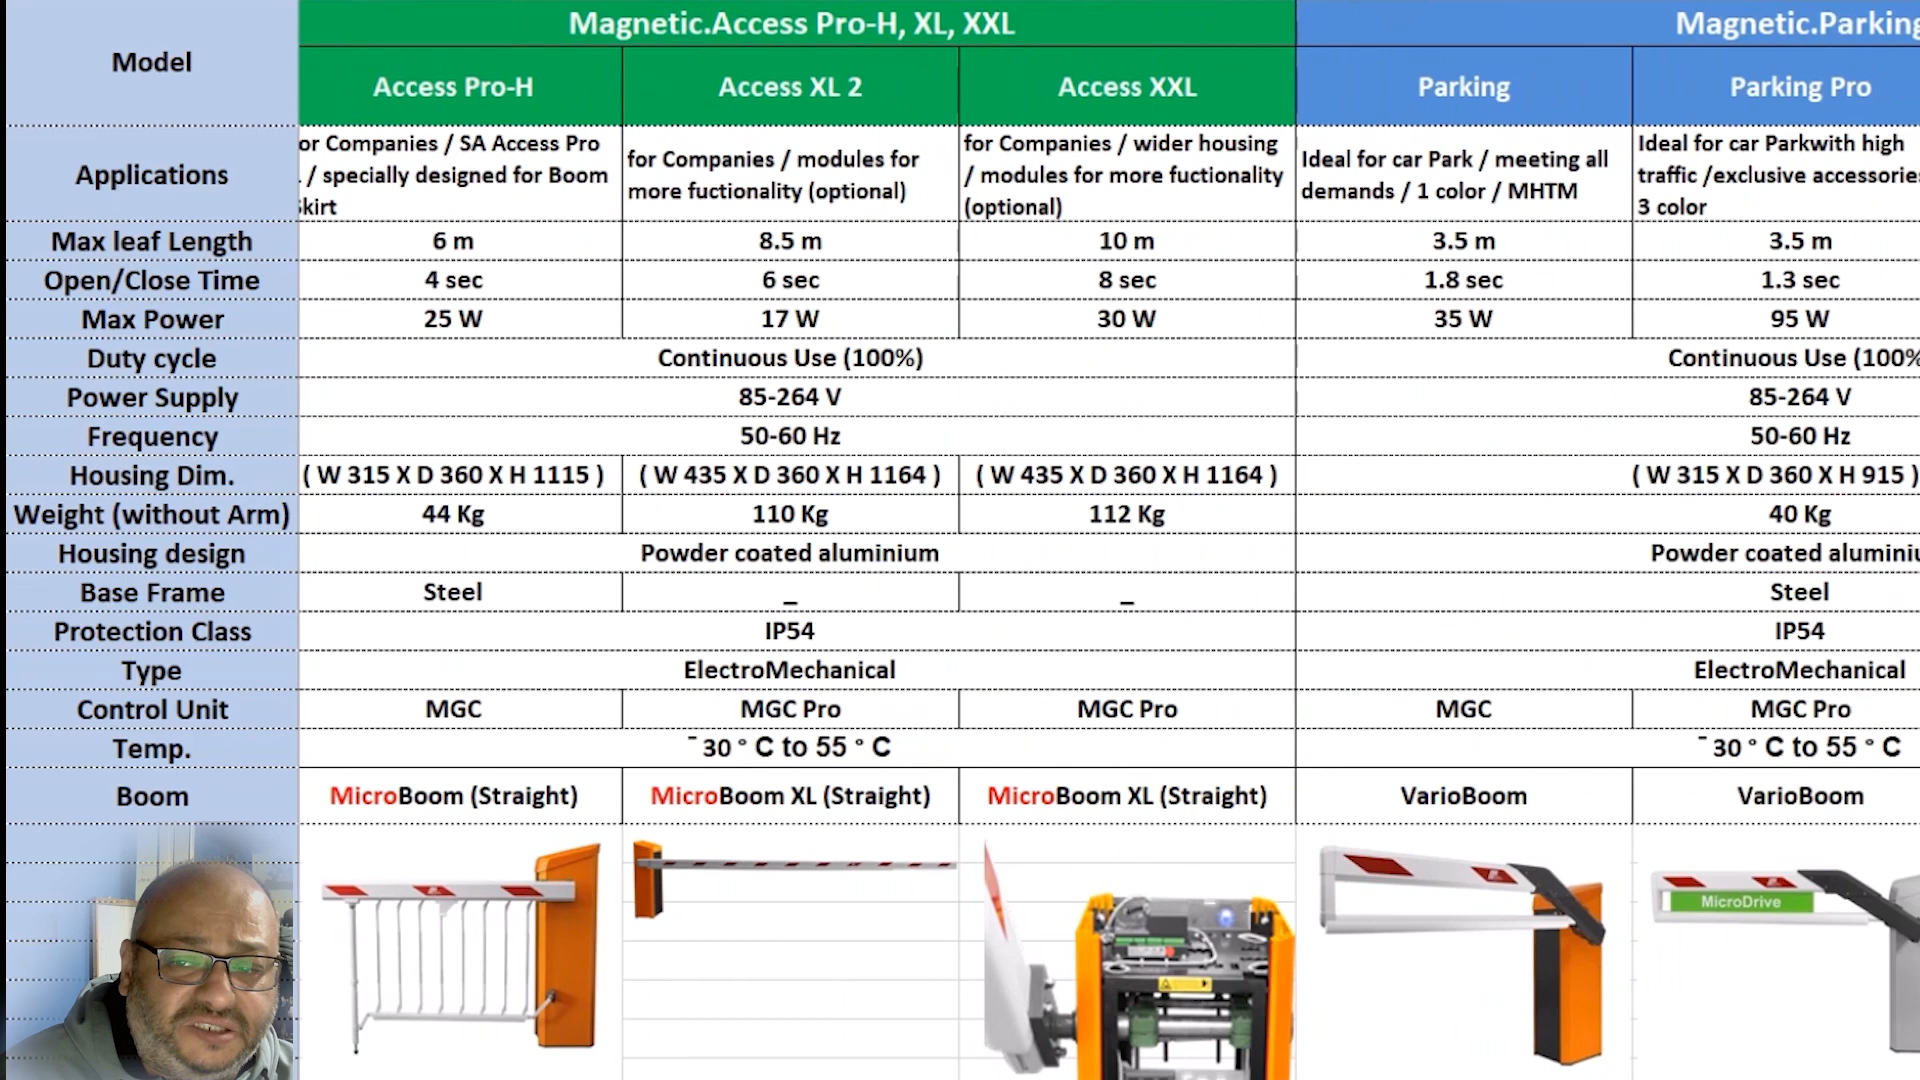 Model
Magnetic.Access Pro-H, XL, XXL
Magnetic.Parking
Access Pro-H
Access XL 2
Access XXL
Parking
Parking Pro
Applications
or Companies / SA Access Pro
/ specially designed for Boom
kirt
for Companies / modules for
more fuctionality (optional)
for Companies / wider housing
/ modules for more fuctionality
(optional)
Ideal for car Park / meeting all
demands / 1 color / MHTM
Ideal for car Parkwith high
traffic /exclusive accessories
3 color
Max leaf Length
6 m
8.5 m
10 m
3.5 m
3.5 m
Open/Close Time
4 sec
6 sec
8 sec
1.8 sec
1.3 sec
Max Power
25 W
17 W
30 W
35 W
95 W
Duty cycle
Continuous Use (100%)
Continuous Use (100%
Power Supply
85-264 V
85-264 V
Frequency
50-60 Hz
50-60 Hz
Housing Dim.
( W 315 X D 360 X H 1115 )
( W 435 X D 360 X H 1164 )
( W 435 X D 360 X H 1164 )
( W 315 X D 360 X H 915 )
Weight (without Arm)
44 Kg
110 Kg
112 Kg
40 Kg
Housing design
Powder coated aluminium
Powder coated aluminiu
Base Frame
Steel
_
_
Steel
Protection Class
IP54
IP54
Type
ElectroMechanical
ElectroMechanical
Control Unit
MGC
MGC Pro
MGC Pro
MGC
MGC Pro
Temp.
‾30 ° C to 55 ° C
‾30 ° C to 55 ° C
Boom
MicroBoom (Straight)
MicroBoom XL (Straight)
MicroBoom XL (Straight)
VarioBoom
VarioBoom
MicroDrive